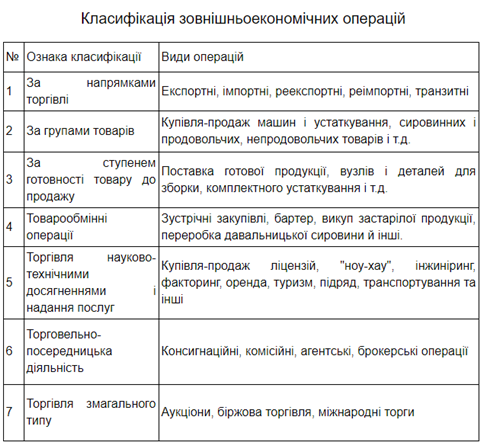 Класифікація зовнішньоекономічних операцій
№ Ознака класифікації Види операцій
1 За напрямками торгівлі Експортні, імпортні, реекспортні, реімпортні, транзитні
2 За групами товарів Купівля-продаж машин і устаткування, сировинних і
продовольчих, непродовольчих товарів і т.д.
3 За ступенем готовності товару до продажу Поставка готової продукції, вузлів і деталей для
зборки, комплектного устаткування і т.д.
4 Товарообмінні операції Зустрічні закупівлі, бартер, викуп застарілої продукції,
переробка давальницької сировини й інші.
5 Торгівля науково-технічними досягненнями і надання послуг Купівля-продаж ліцензій, "ноу-хау", інжиніринг,
факторинг, оренда, туризм, підряд, транспортування та
інші
6 Торговельно-посередницька діяльність Консигнаційні, комісійні, агентські, брокерські операції
7 Торгівля змагального типу Аукціони, біржова торгівля, міжнародні торги